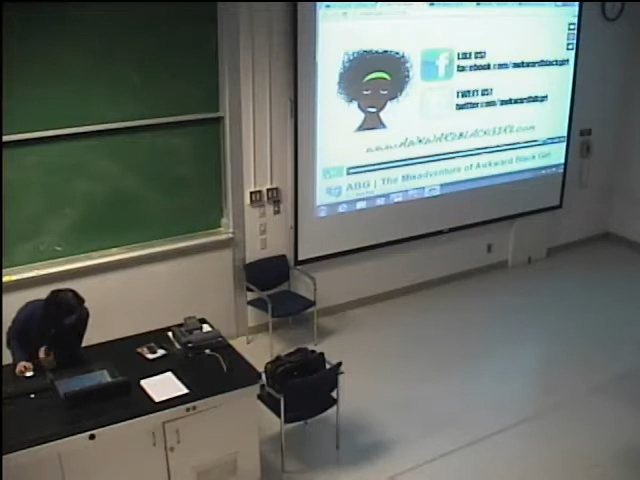 LIKE US!
facebook.com/awkwardblackgirl
TWEET US!
twitter.com/awkwardblkgrl
www.AWKWARDBLACKGIRL.com
ABG | The Misadventure of Awkward Black Girl